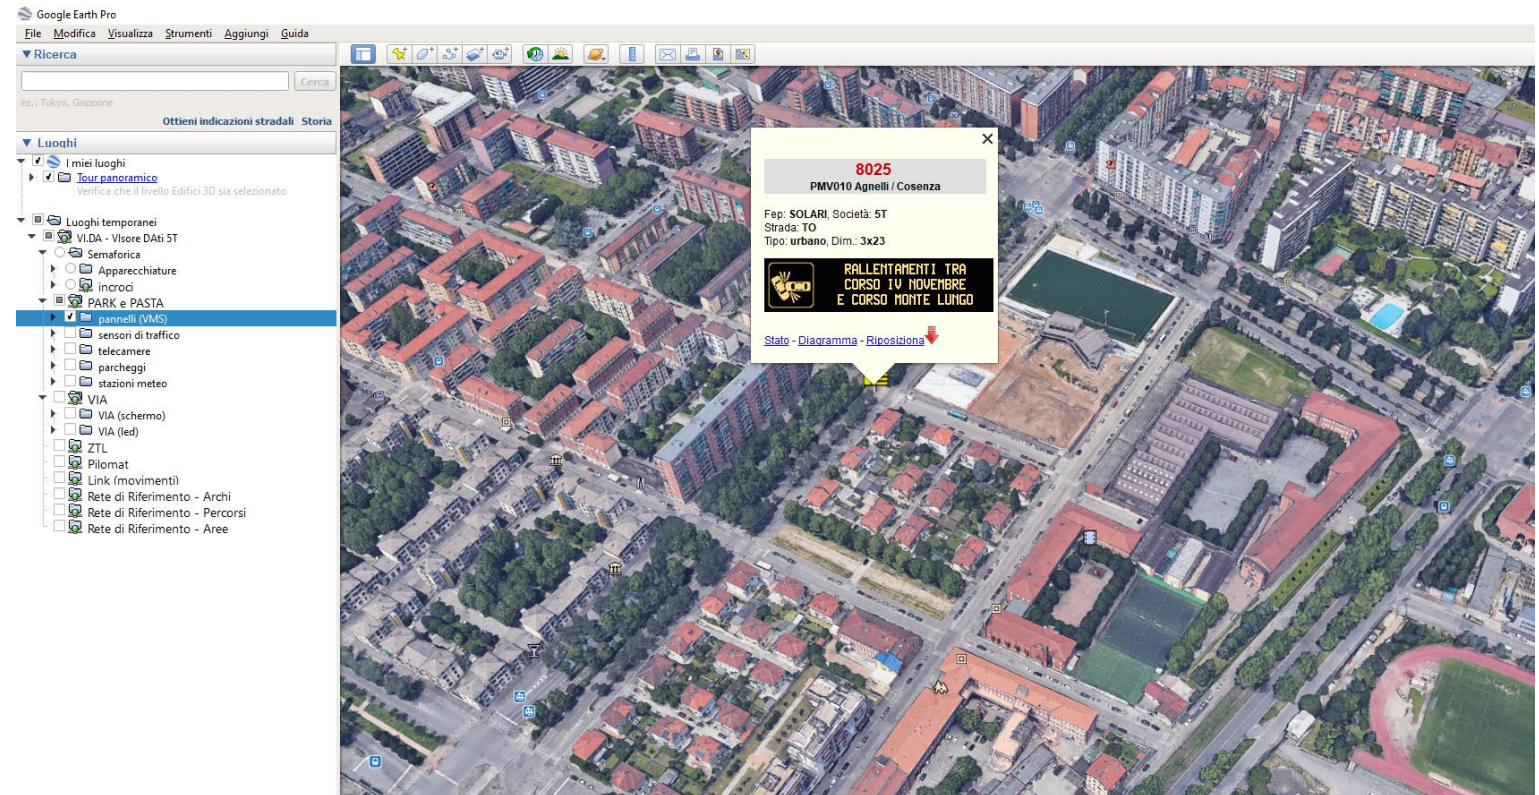 Google Earth Pro
File Modifica Visualizza Strumenti Aggiungi Guida
Ricerca
Cerca
es.: Tokyo, Giappone
Ottieni indicazioni stradali Storia
Luoghi
I miei luoghi
Tour panoramico
Verifica che il livello Edifici 3D sia selezionato
Luoghi temporanei
VI.DA - VIsore DAti 5T
Semaforica
Apparecchiature
incroci
PARK e PASTA
pannelli (VMS)
sensori di traffico
telecamere
parcheggi
stazioni meteo
VIA
VIA (schermo)
VIA (led)
ZTL
Pilomat
Link (movimenti)
Rete di Riferimento - Archi
Rete di Riferimento - Percorsi
Rete di Riferimento - Aree
8025
PMV010 Agnelli / Cosenza
Fep: SOLARI, Società: 5T
Strada: TO
Tipo: urbano, Dim.: 3x23
RALLENTAMENTI TRA
CORSO IV NOVEMBRE
E CORSO MONTE LUNGO
Stato - Diagramma - Riposiziona